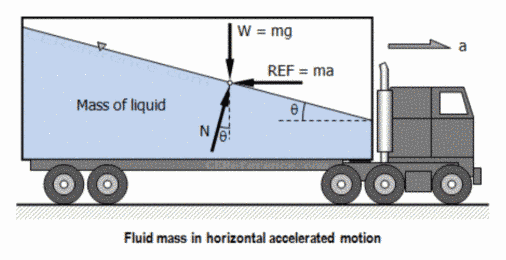 W = mg
a
REF = ma
Mass of liquid
θ
N
θ
Fluid mass in horizontal accelerated motion